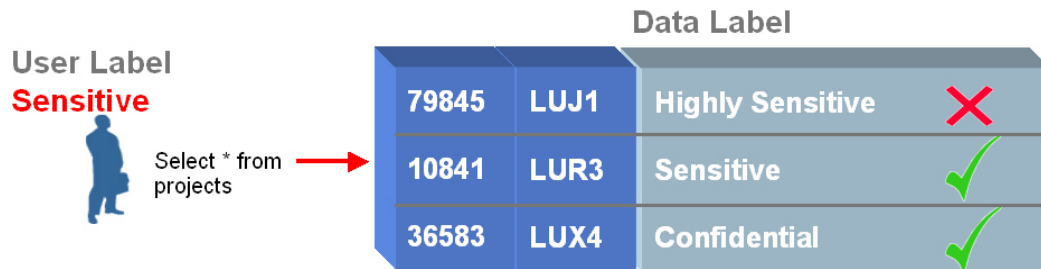 Data Label
User Label
Sensitive
Select * from
projects
79845 LUJ1 Highly Sensitive
10841 LUR3 Sensitive
36583 LUX4 Confidential